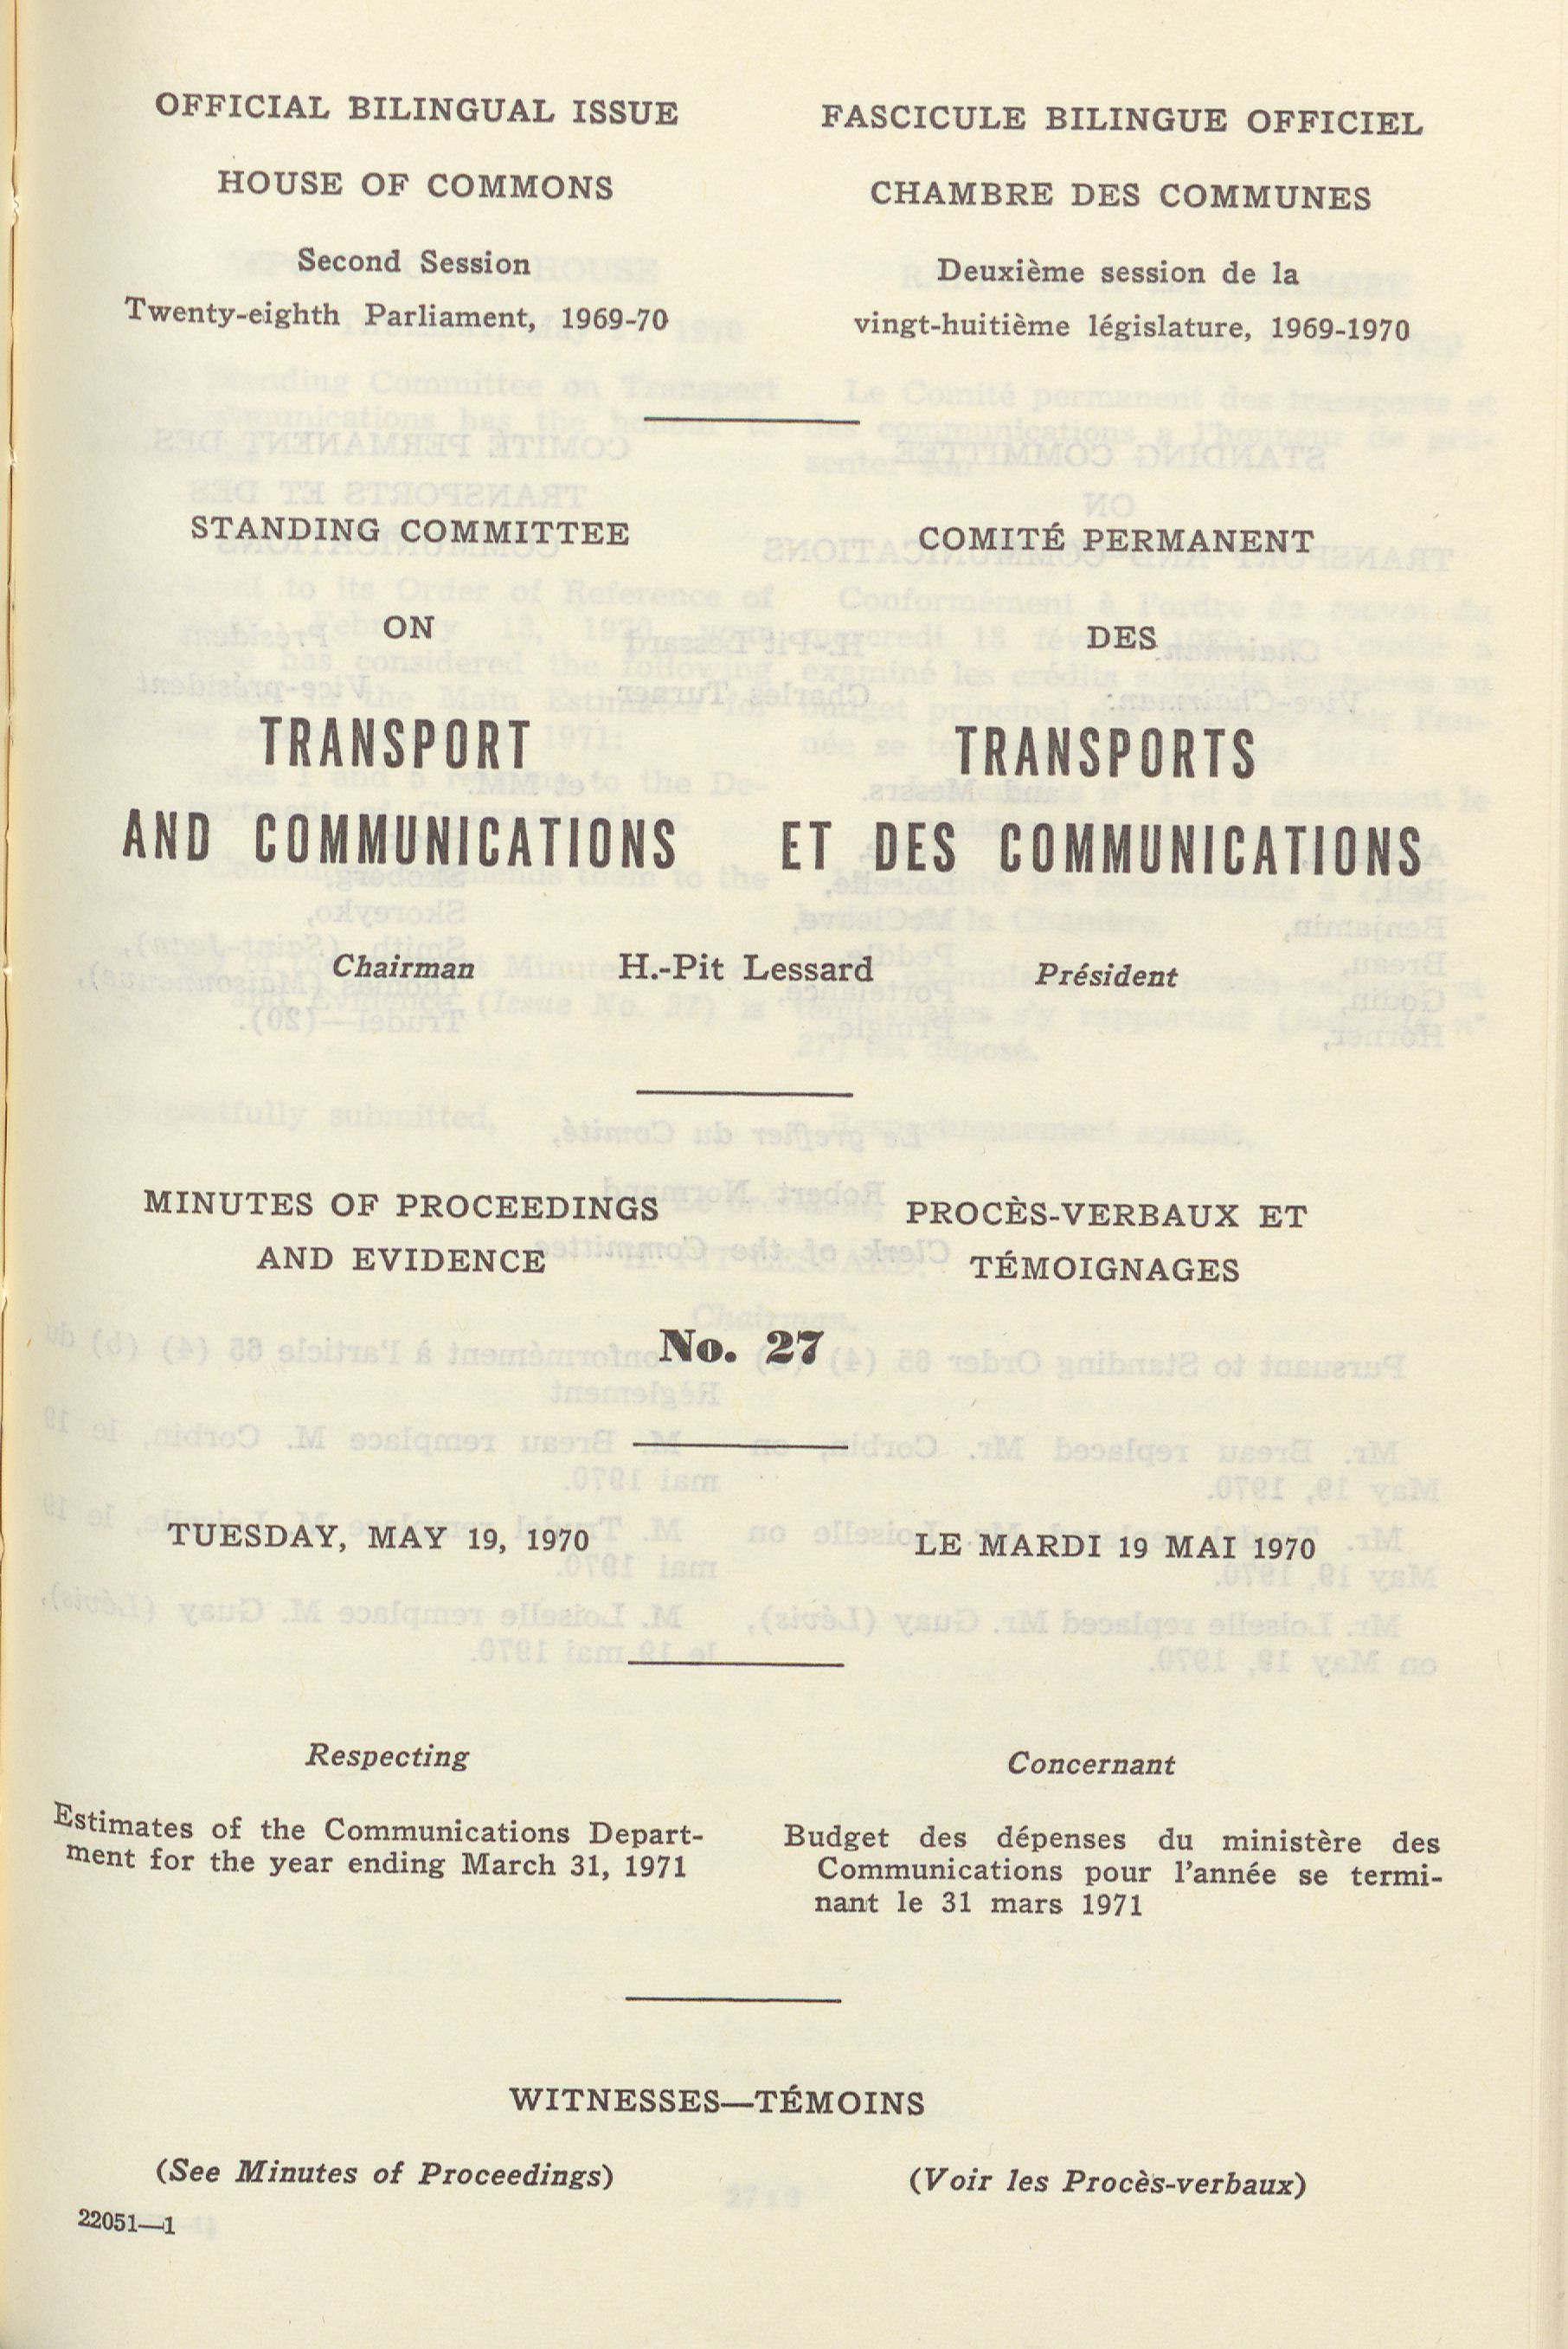 OFFICIAL BILINGUAL ISSUE
HOUSE OF COMMONS
Second Session
Twenty-eighth Parliament, 1969-70
FASCICULE BILINGUE OFFICIEL
CHAMBRE DES COMMUNES
Deuxième session de la
vingt-huitième législature, 1969-1970
STANDING COMMITTEE
ON
TRANSPORT
AND COMMUNICATIONS
COMITÉ PERMANENT
DES
TRANSPORTS
ET DES COMMUNICATIONS
Chairman H.-Pit Lessard Président
MINUTES OF PROCEEDINGS
AND EVIDENCE
PROCÈS-VERBAUX ET
TÉMOIGNAGES
No. 27
TUESDAY, MAY 19, 1970
LE MARDI 19 MAI 1970
Respecting
Estimates of the Communications Depart-
ment for the year ending March 31, 1971
Concernant
Budget des dépenses du ministère des
Communications pour l'année se termi-
nant le 31 mars 1971
WITNESSES—TÉMOINS
(See Minutes of Proceedings)
(Voir les Procès-verbaux)
22051—1